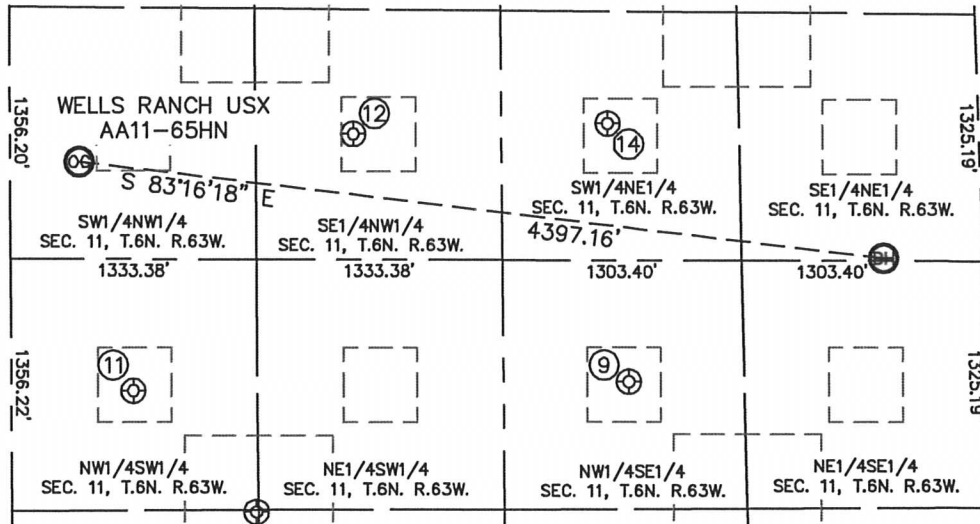 WELLS RANCH USX
AA11-65HN
1356.20'
12
14
1325.19'
OG
S 83°16'18" E
4397.16'
BH
SW1/4NW1/4
SEC. 11, T.6N. R.63W.
SE1/4NW1/4
SEC. 11, T.6N. R.63W.
SW1/4NE1/4
SEC. 11, T.6N. R.63W.
SE1/4NE1/4
SEC. 11, T.6N. R.63W.
1333.38'
1333.38'
1303.40'
1303.40'
1356.22'
11
9
1325.19'
NW1/4SW1/4
SEC. 11, T.6N. R.63W.
NE1/4SW1/4
SEC. 11, T.6N. R.63W.
NW1/4SE1/4
SEC. 11, T.6N. R.63W.
NE1/4SE1/4
SEC. 11, T.6N. R.63W.